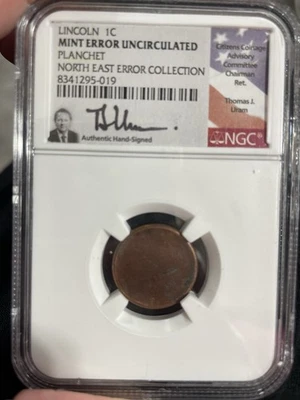 LINCOLN 1C
MINT ERROR UNCIRCULATED
PLANCHET
NORTH EAST ERROR COLLECTION
8341295-019
Authentic Hand-Signed
Citizens Coinage
Advisory
Committee
Chairman
Ret.
Thomas J.
Uram
NGC